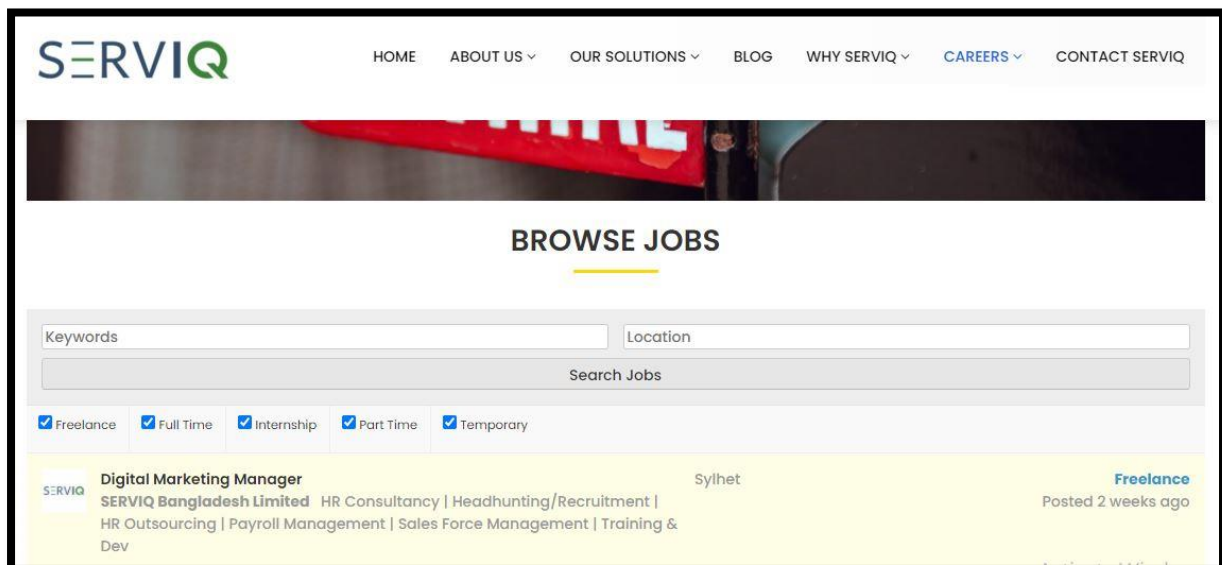 SERVIQ
HOME ABOUT US OUR SOLUTIONS BLOG WHY SERVIQ CAREERS CONTACT SERVIQ
BROWSE JOBS
Keywords Location
Search Jobs
Freelance Full Time Internship Part Time Temporary
SERVIQ Digital Marketing Manager Sylhet Freelance
SERVIQ Bangladesh Limited HR Consultancy | Headhunting/Recruitment | Posted 2 weeks ago
HR Outsourcing | Payroll Management | Sales Force Management | Training &
Dev